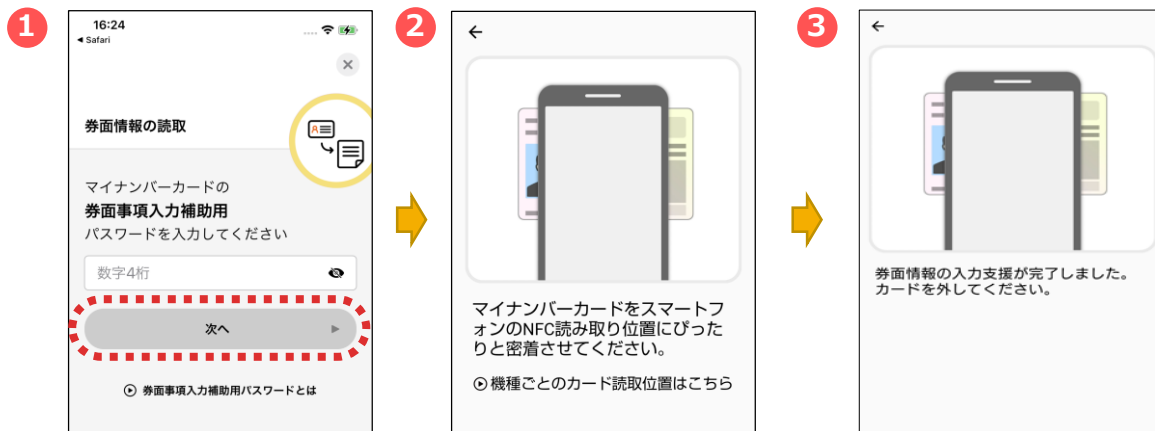 1
16:24
◀ Safari
券面情報の読取
マイナンバーカードの
券面事項入力補助用
パスワードを入力してください
数字4桁
次へ
券面事項入力補助用パスワードとは
2
マイナンバーカードをスマートフ
ォンのNFC読み取り位置にぴった
りと密着させてください。
機種ごとのカード読取位置はこちら
3
券面情報の入力支援が完了しました。
カードを外してください。